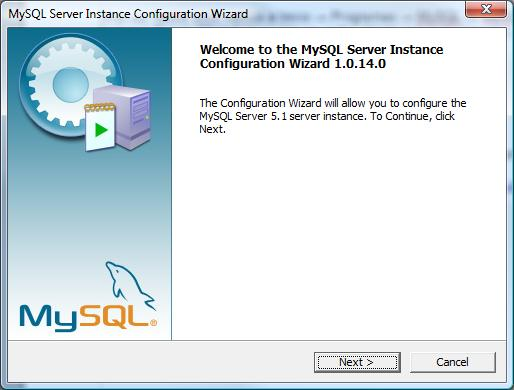 MySQL Server Instance Configuration Wizard
Welcome to the MySQL Server Instance
Configuration Wizard 1.0.14.0
The Configuration Wizard will allow you to configure the
MySQL Server 5.1 server instance. To Continue, click
Next.
MySQL®
Next >
Cancel